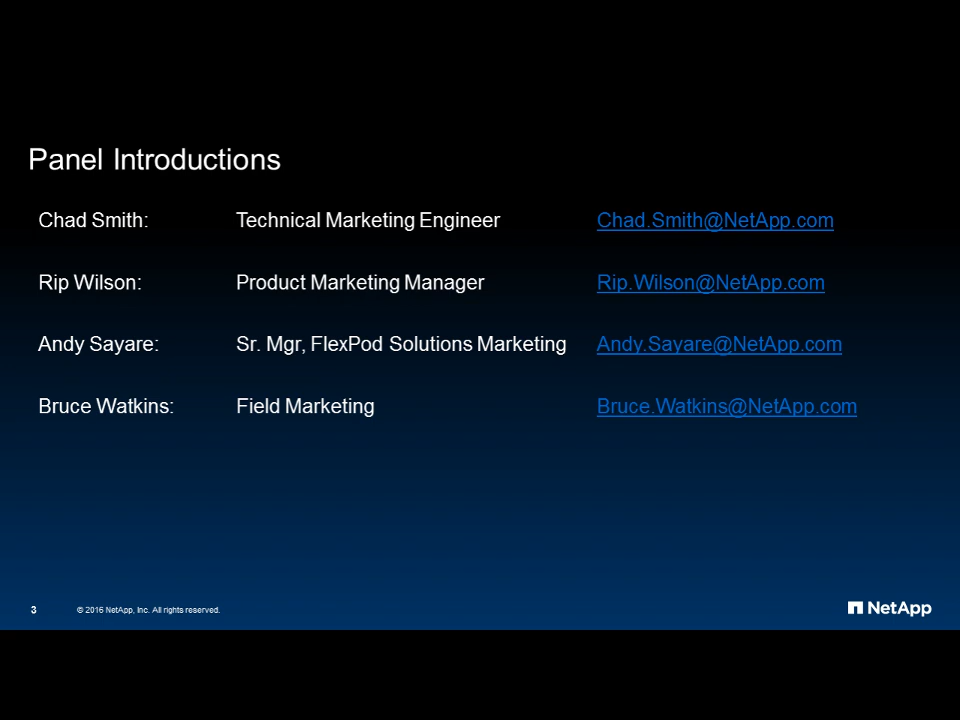 Panel Introductions
Chad Smith: Technical Marketing Engineer Chad.Smith@NetApp.com
Rip Wilson: Product Marketing Manager Rip.Wilson@NetApp.com
Andy Sayare: Sr. Mgr, FlexPod Solutions Marketing Andy.Sayare@NetApp.com
Bruce Watkins: Field Marketing Bruce.Watkins@NetApp.com
3 © 2016 NetApp, Inc. All rights reserved. NetApp